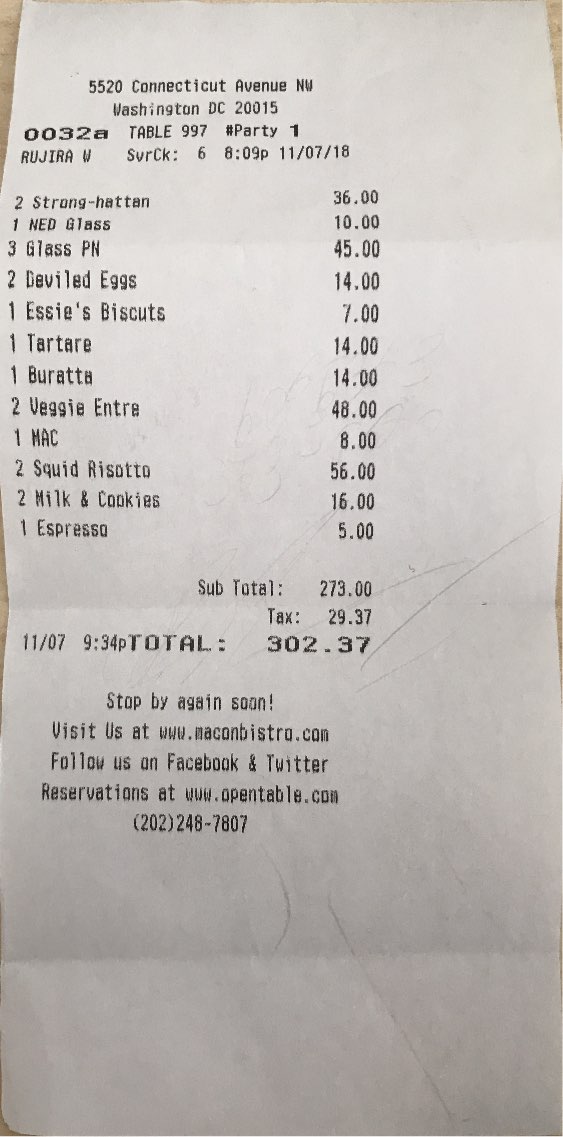 5520 Connecticut Avenue NW
Washington DC 20015
0032a TABLE 997 #Party 1
RUJIRA W SvrCk: 6 8:09p 11/07/18
2 Strong-hattan 36.00
1 NED Glass 10.00
3 Glass PN 45.00
2 Deviled Eggs 14.00
1 Essie's Biscuts 7.00
1 Tartare 14.00
1 Buratta 14.00
2 Veggie Entre 48.00
1 MAC 8.00
2 Squid Risotto 56.00
2 Milk & Cookies 16.00
1 Espresso 5.00
Sub Total: 273.00
Tax: 29.37
11/07 9:34pTOTAL: 302.37
Stop by again soon!
Visit Us at www.maconbistro.com
Follow us on Facebook & Twitter
Reservations at www.opentable.com
(202)248-7807